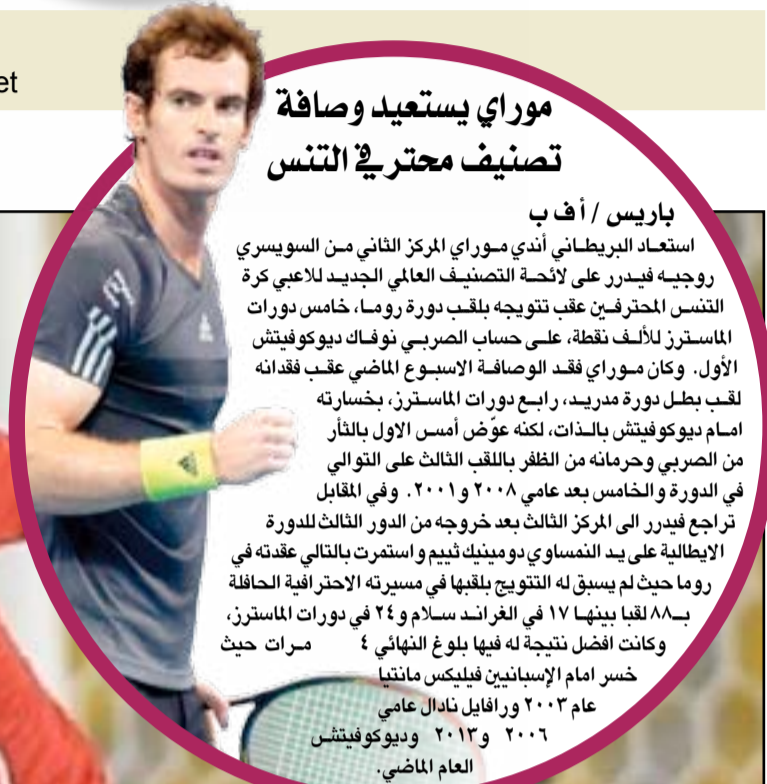 et
موراي يستعيد وصافة
تصنيف محترفي التنس
باريس / أف ب
استعاد البريطاني أندي موراي المركز الثاني من السويسري
روجيه فيدرر على لائحة التصنيف العالمي الجديد للاعبي كرة
التنس المحترفين عقب تتويجه بلقب دورة روما، خامس دورات
الماسترز للألف نقطة، على حساب الصربي نوفاك ديوكوفيتش
الأول. وكان موراي فقد الوصافة الاسبوع الماضي عقب فقدانه
لقب بطل دورة مدريد، رابع دورات الماسترز، بخسارته
امام ديوكوفيتش بالذات، لكنه عوّض أمس الاول بالثأر
من الصربي وحرمانه من الظفر باللقب الثالث على التوالي
في الدورة والخامس بعد عامي ٢٠٠٨ و٢٠٠١. وفي المقابل
تراجع فيدرر الى المركز الثالث بعد خروجه من الدور الثالث للدورة
الايطالية على يد النمساوي دومينيك ثييم واستمرت بالتالي عقدته في
روما حيث لم يسبق له التتويج بلقبها في مسيرته الاحترافية الحافلة
بـ٨٨ لقبا بينها ١٧ في الغراند سلام و٢٤ في دورات الماسترز،
وكانت افضل نتيجة له فيها بلوغ النهائي ٤ مرات حيث
خسر امام الإسبانيين فيليكس مانتيا
عام ٢٠٠٣ ورافايل نادال عامي
٢٠٠٦ و٢٠١٣ وديوكوفيتش
العام الماضي.